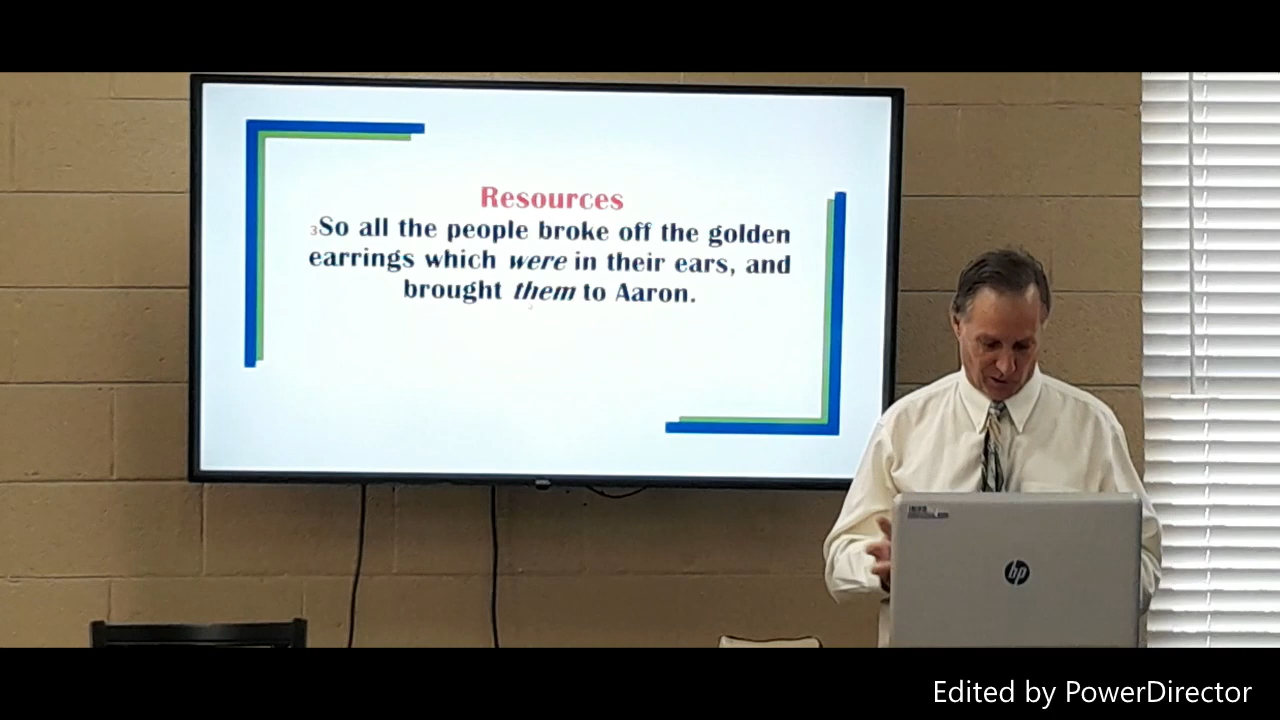 Resources
3So all the people broke off the golden
earrings which were in their ears, and
brought them to Aaron.
hp
Edited by PowerDirector